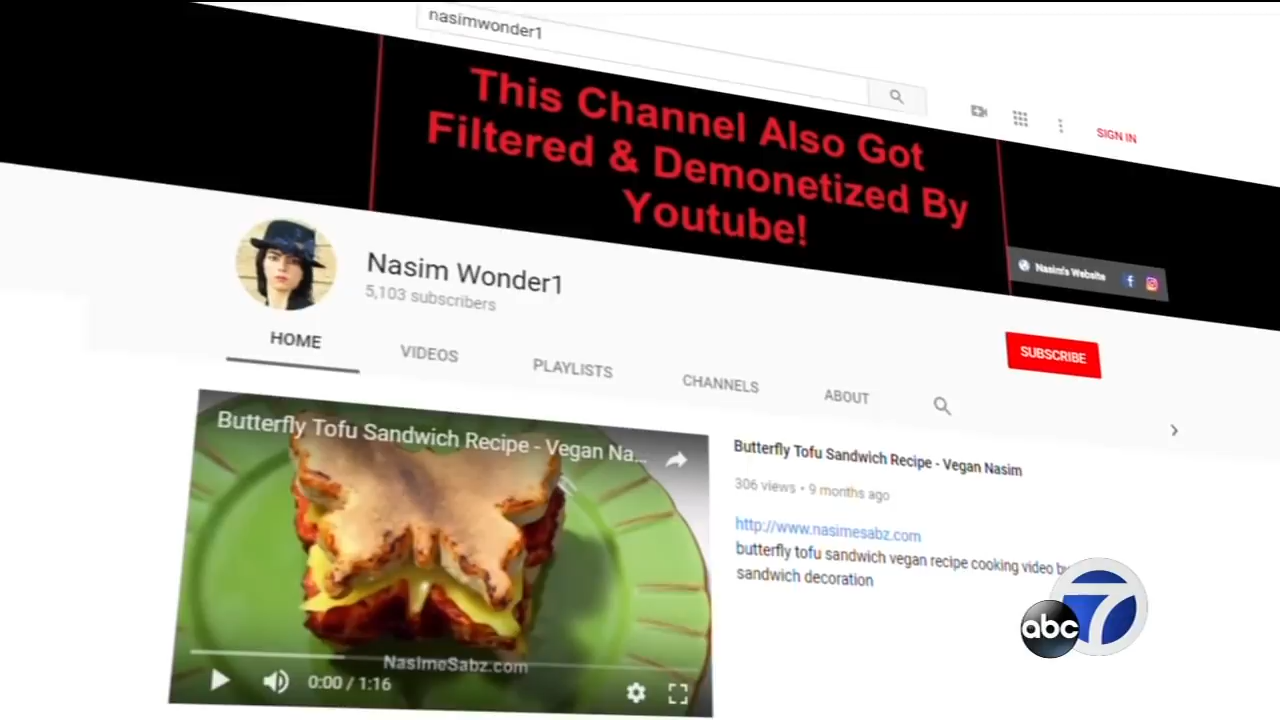 nasimwonder1
This Channel Also Got
Filtered & Demonetized By
Youtube!
SIGN IN
Nasim's Website
Nasim Wonder1
5,103 subscribers
SUBSCRIBE
HOME
VIDEOS
PLAYLISTS
CHANNELS
ABOUT
Butterfly Tofu Sandwich Recipe - Vegan Na...
NasimeSabz.com
0:00 / 1:16
Butterfly Tofu Sandwich Recipe - Vegan Nasim
306 views • 9 months ago
http://www.nasimesabz.com
butterfly tofu sandwich vegan recipe cooking video
sandwich decoration
abc 7